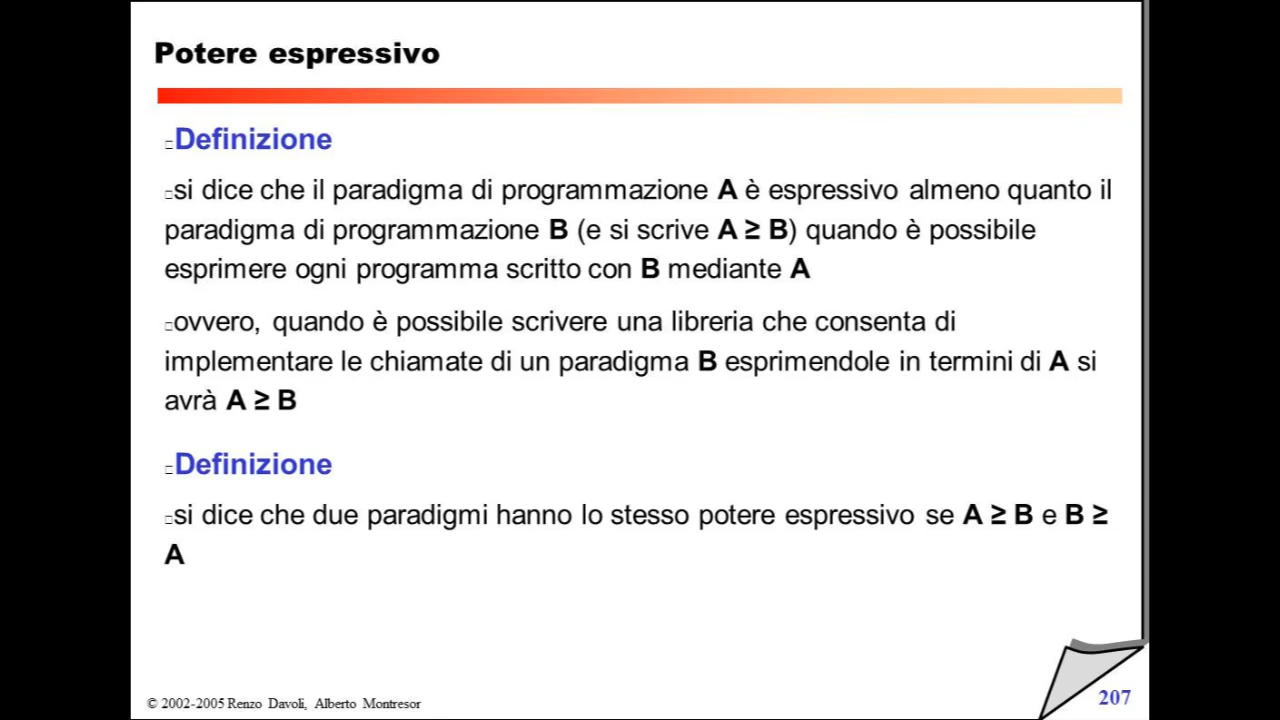 Potere espressivo
Definizione
si dice che il paradigma di programmazione A è espressivo almeno quanto il
paradigma di programmazione B (e si scrive A ≥ B) quando è possibile
esprimere ogni programma scritto con B mediante A
ovvero, quando è possibile scrivere una libreria che consenta di
implementare le chiamate di un paradigma B esprimendole in termini di A si
avrà A ≥ B
Definizione
si dice che due paradigmi hanno lo stesso potere espressivo se A ≥ B e B ≥
A
© 2002-2005 Renzo Davoli, Alberto Montresor
207